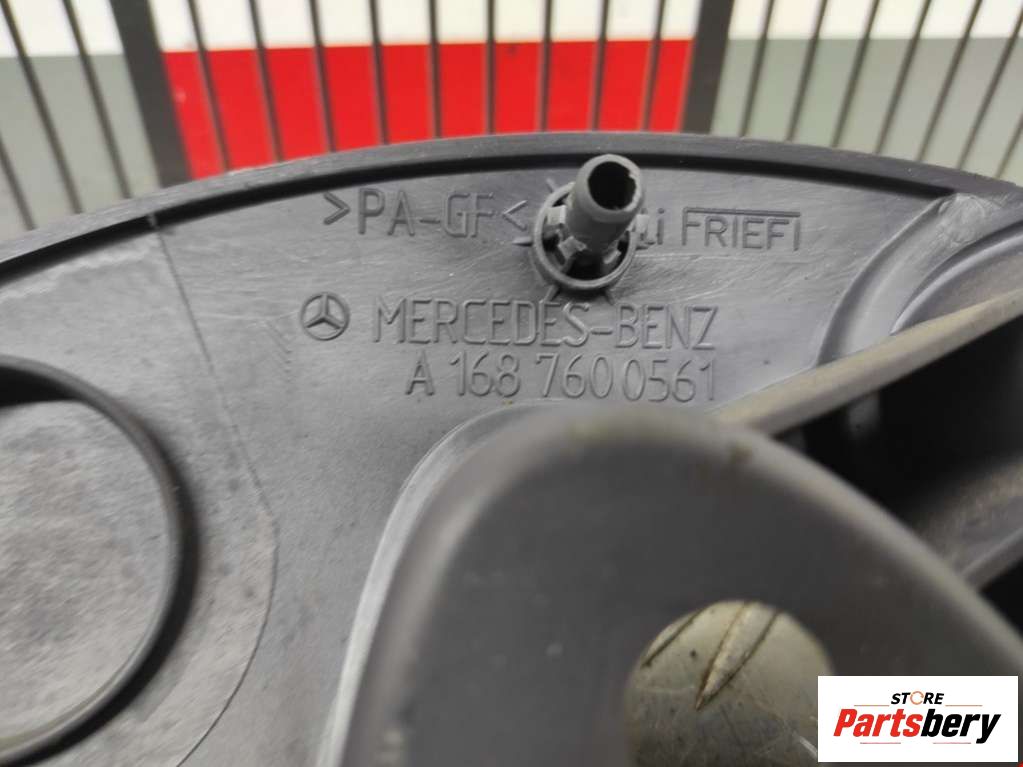 >PA-GF< FRIEFI
MERCEDES-BENZ
A 168 760 0561
STORE
Partsbery